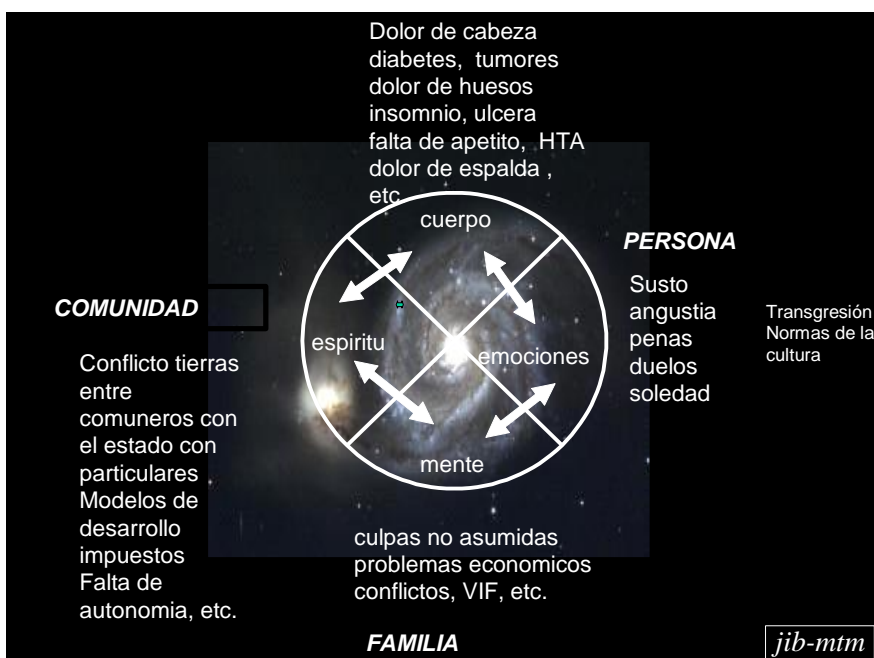 Dolor de cabeza
diabetes, tumores
dolor de huesos
insomnio, ulcera
falta de apetito, HTA
dolor de espalda ,
etc
cuerpo
espiritu
emociones
mente
PERSONA
Susto
angustia
penas
duelos
soledad
Transgresión
Normas de la
cultura
COMUNIDAD
Conflicto tierras
entre
comuneros con
el estado con
particulares
Modelos de
desarrollo
impuestos
Falta de
autonomia, etc.
culpas no asumidas
problemas economicos
conflictos, VIF, etc.
FAMILIA
jib-mtm